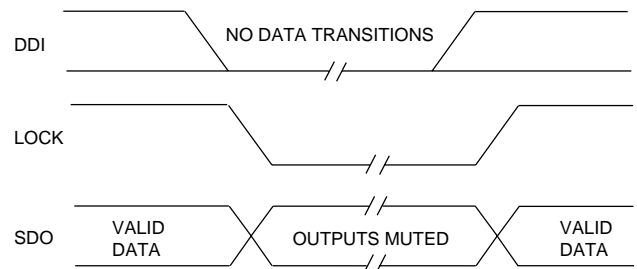 DDI
NO DATA TRANSITIONS
LOCK
SDO
VALID
DATA
OUTPUTS MUTED
VALID
DATA